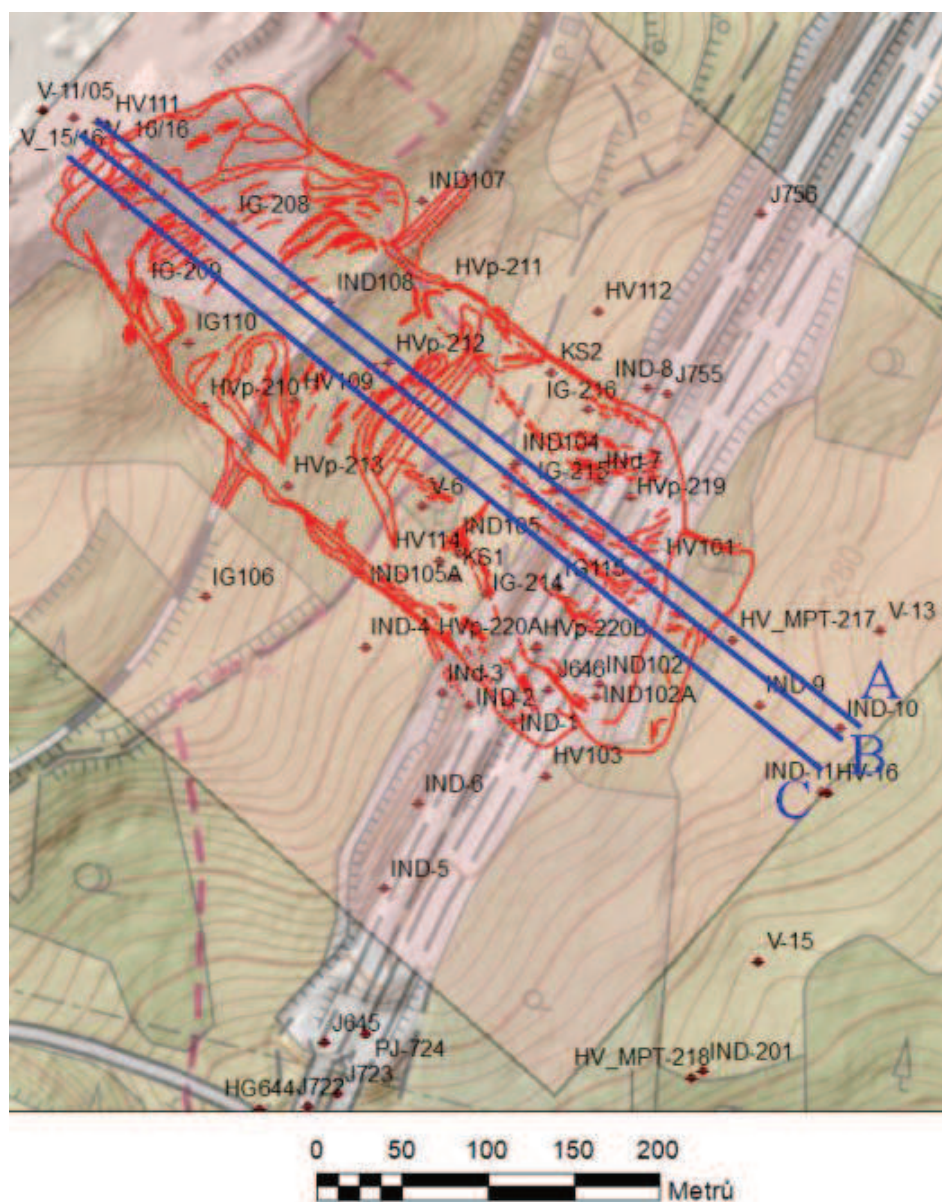 V-11/05
HV111
V_15/16
V_16/16
IND107
J756
IG-208
HVp-211
IG-209
IND108
HV112
IG110
HVp-212
KS2
IND-8
J755
HVp-210
HV109
IG-216
IND104
INd-7
HVp-213
IG-215
HVp-219
V-6
IND105
HV114
HV101
KS1
IND105A
IG115
IG-214
IG106
280
IND-4
HVp-220A
HVp-220B
HV_MPT-217
V-13
INd-3
J646
IND102
IND-2
IND102A
IND-9
A
IND-1
IND-10
B
HV103
IND-11
HV-16
IND-6
C
IND-5
V-15
J645
PJ-724
HV_MPT-218
IND-201
HG644
J722
J723
0 50 100 150 200
Metrů